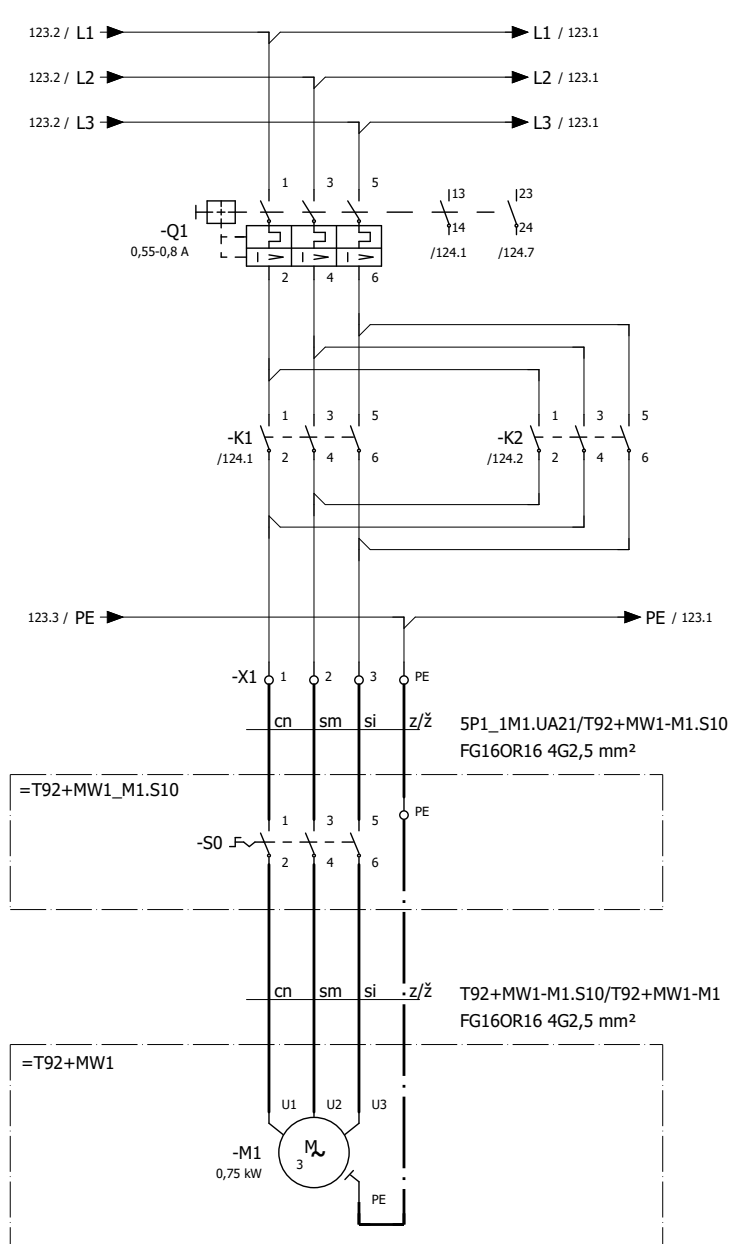 123.2 / L1
L1 / 123.1
123.2 / L2
L2 / 123.1
123.2 / L3
L3 / 123.1
1 3 5 13 23
-Q1
0,55-0,8 A
14 24
I > I > I >
/124.1 /124.7
2 4 6
1 3 5 1 3 5
-K1 -K2
/124.1 2 4 6 /124.2 2 4 6
123.3 / PE
PE / 123.1
-X1 1 2 3 PE
cn sm si z/ž 5P1_1M1.UA21/T92+MW1-M1.S10
FG16OR16 4G2,5 mm²
=T92+MW1_M1.S10
1 3 5 PE
-S0
2 4 6
cn sm si z/ž T92+MW1-M1.S10/T92+MW1-M1
FG16OR16 4G2,5 mm²
=T92+MW1
U1 U2 U3
-M1 M
0,75 kW 3 ~
PE